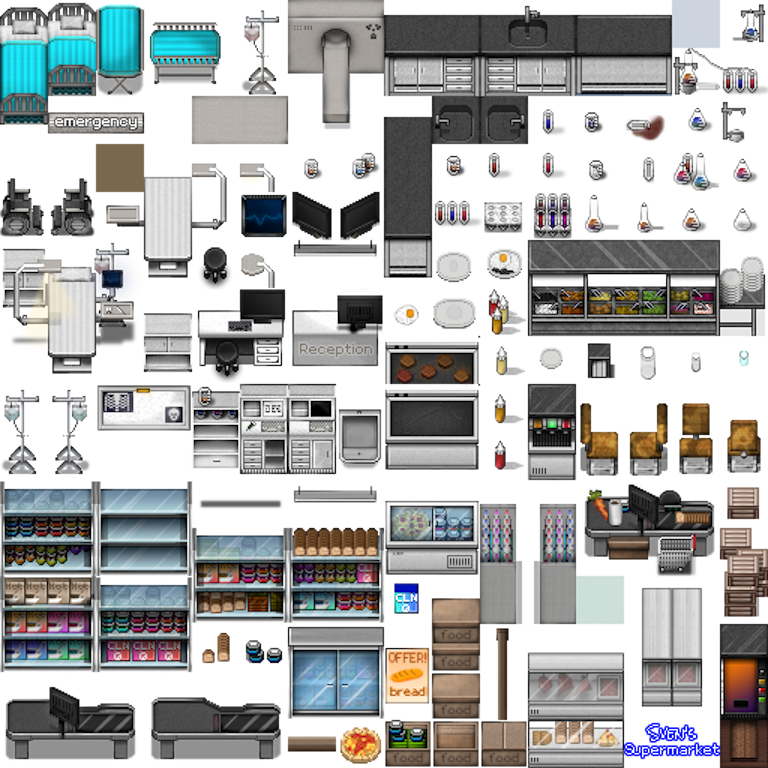 emergency
Reception
CLN
food
OFFER!
bread
food
food
CLN
CLN
CLN
food
food
food
Sven's
Supermarket